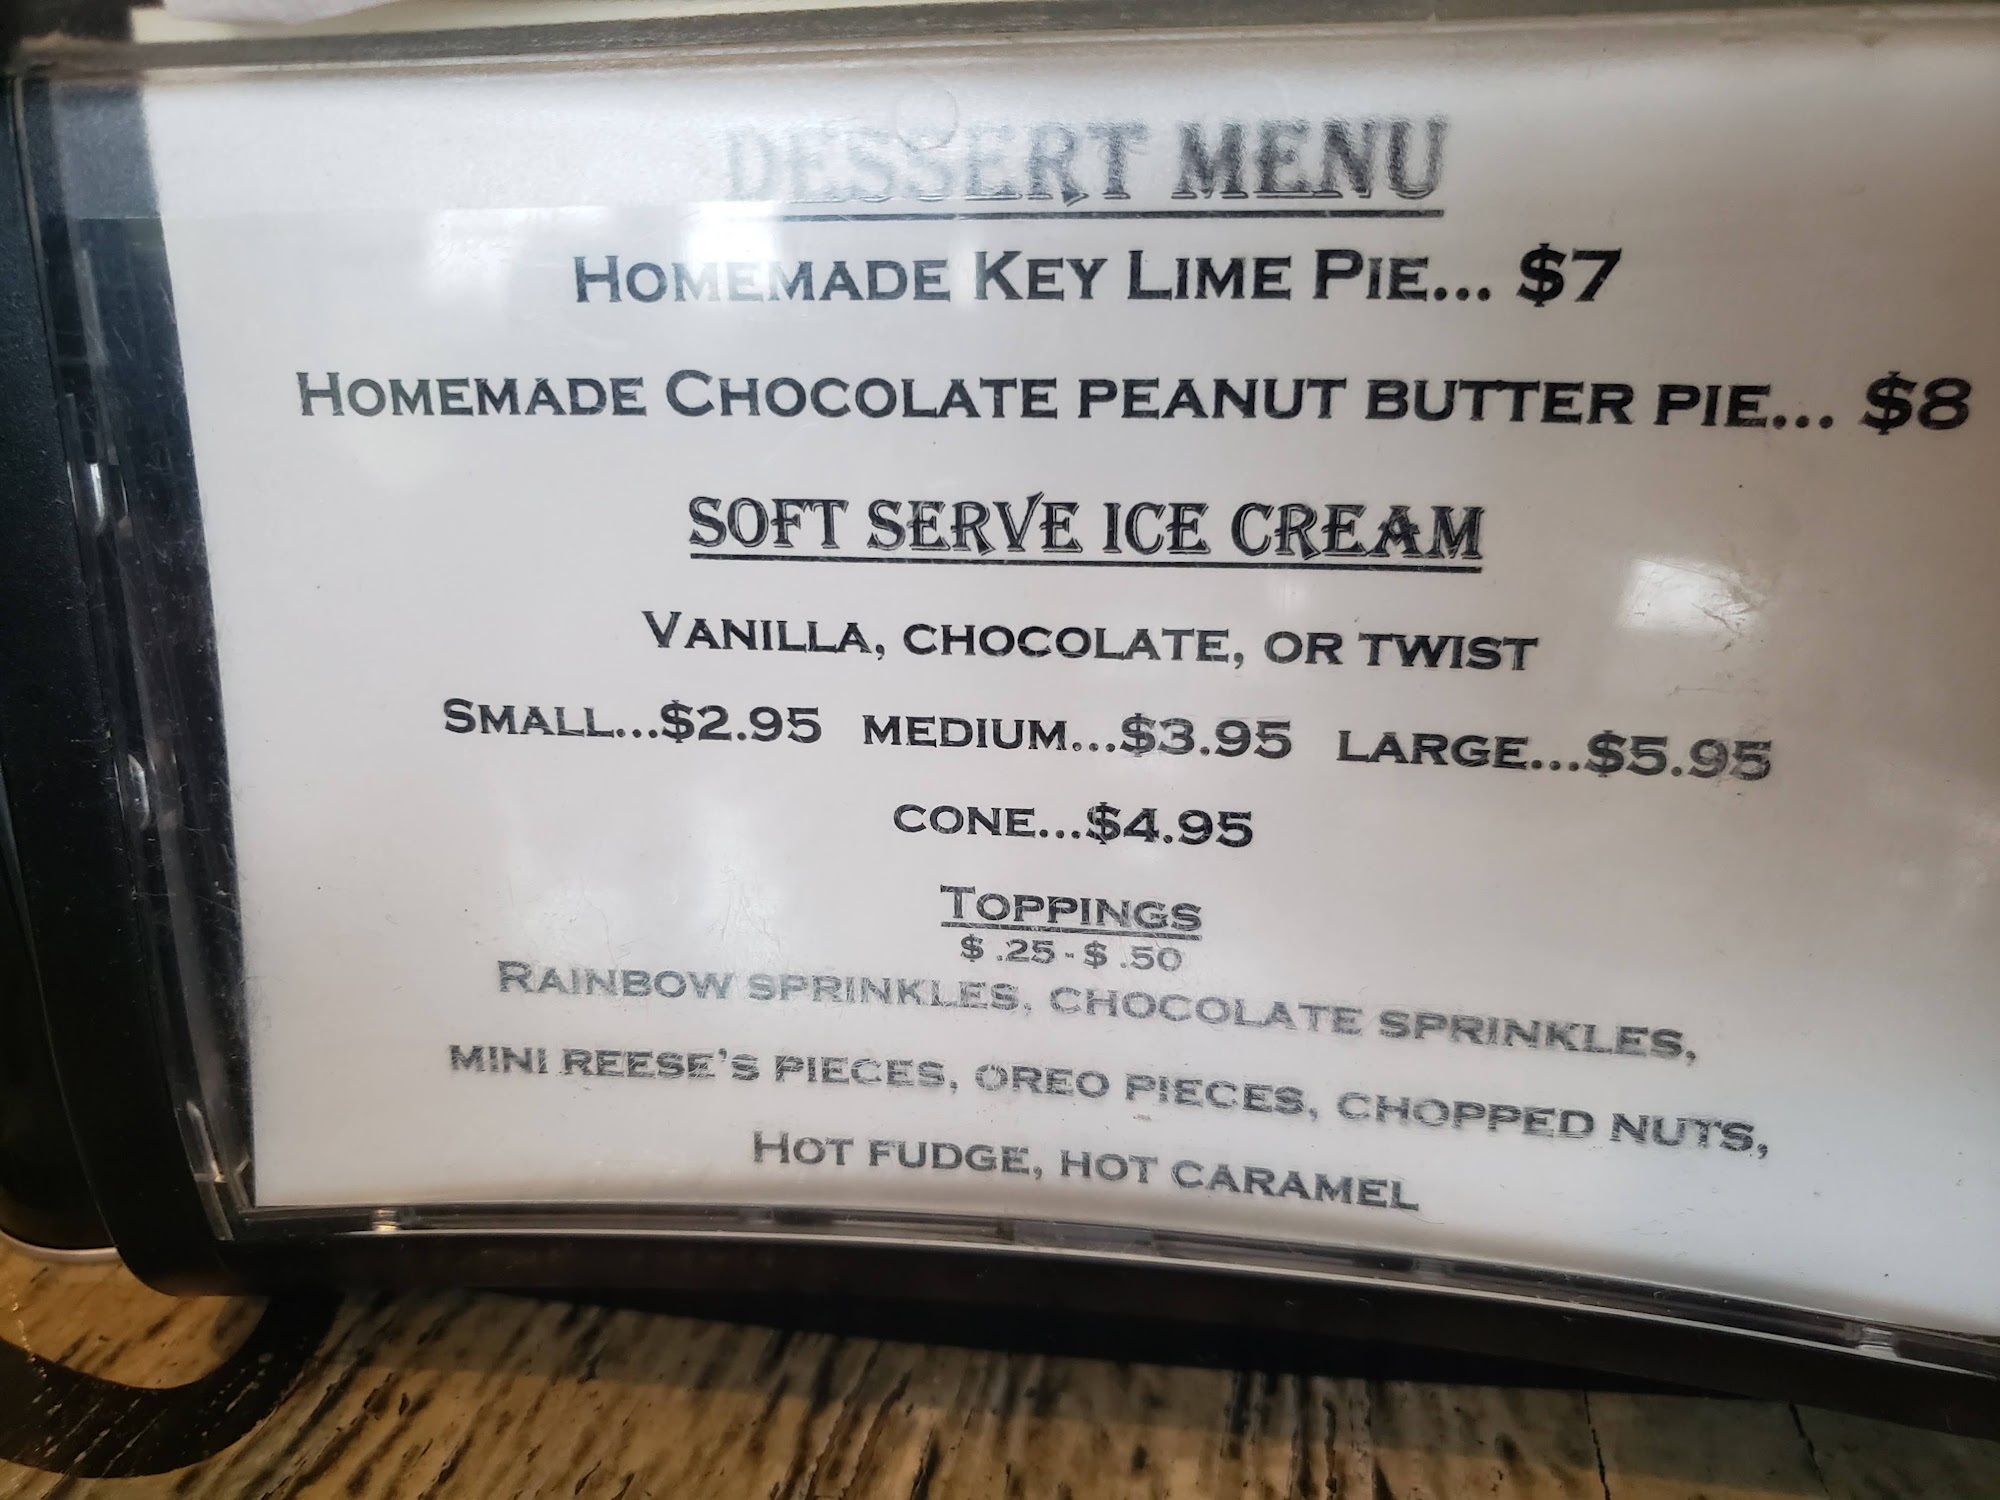 DESSERT MENU
HOMEMADE KEY LIME PIE... $7
HOMEMADE CHOCOLATE PEANUT BUTTER PIE... $8
SOFT SERVE ICE CREAM
VANILLA, CHOCOLATE, OR TWIST
SMALL...$2.95 MEDIUM...$3.95 LARGE...$5.95
CONE...$4.95
TOPPINGS
$ .25 - $ .50
RAINBOW SPRINKLES, CHOCOLATE SPRINKLES,
MINI REESE'S PIECES, OREO PIECES, CHOPPED NUTS,
HOT FUDGE, HOT CARAMEL